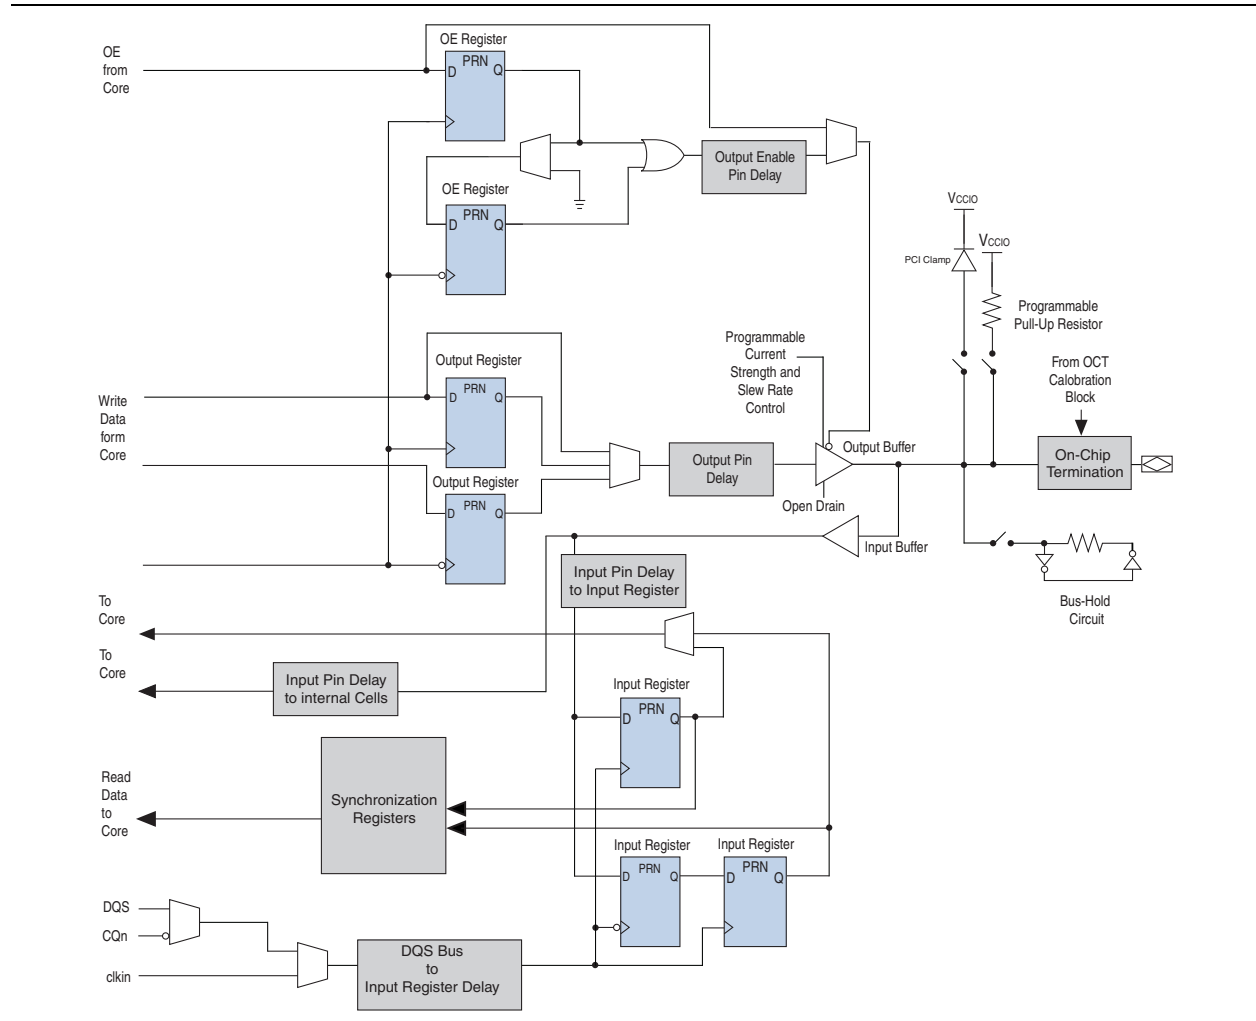 OE
from
Core
OE Register
PRN
D
Q
OE Register
PRN
D
Q
Output Enable
Pin Delay
VCCIO
VCCIO
PCI Clamp
Programmable
Pull-Up Resistor
Programmable
Current
Strength and
Slew Rate
Control
From OCT
Calobration
Block
Write
Data
form
Core
Output Register
PRN
D
Q
Output Register
PRN
D
Q
Output Pin
Delay
Output Buffer
Open Drain
On-Chip
Termination
Input Buffer
Bus-Hold
Circuit
Input Pin Delay
to Input Register
To
Core
To
Core
Input Pin Delay
to internal Cells
Input Register
PRN
D
Q
Read
Data
to
Core
Synchronization
Registers
Input Register
PRN
D
Q
Input Register
PRN
D
Q
DQS
CQn
clkin
DQS Bus
to
Input Register Delay